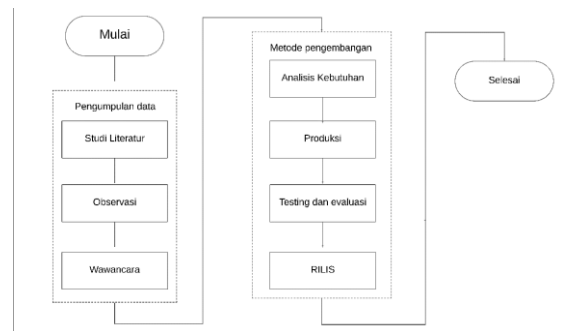 Mulai
Pengumpulan data
Studi Literatur
Observasi
Wawancara
Metode pengembangan
Analisis Kebutuhan
Produksi
Testing dan evaluasi
RILIS
Selesai